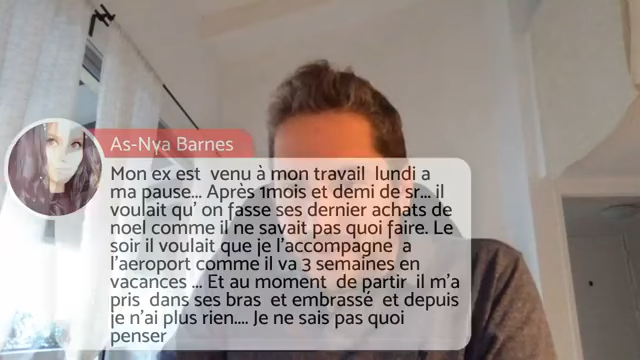 As-Nya Barnes
Mon ex est venu à mon travail lundi a
ma pause... Après 1mois et demi de sr... il
voulait qu' on fasse ses dernier achats de
noel comme il ne savait pas quoi faire. Le
soir il voulait que je l'accompagne a
l'aeroport comme il va 3 semaines en
vacances ... Et au moment de partir il m'a
pris dans ses bras et embrassé et depuis
je n'ai plus rien.... Je ne sais pas quoi
penser